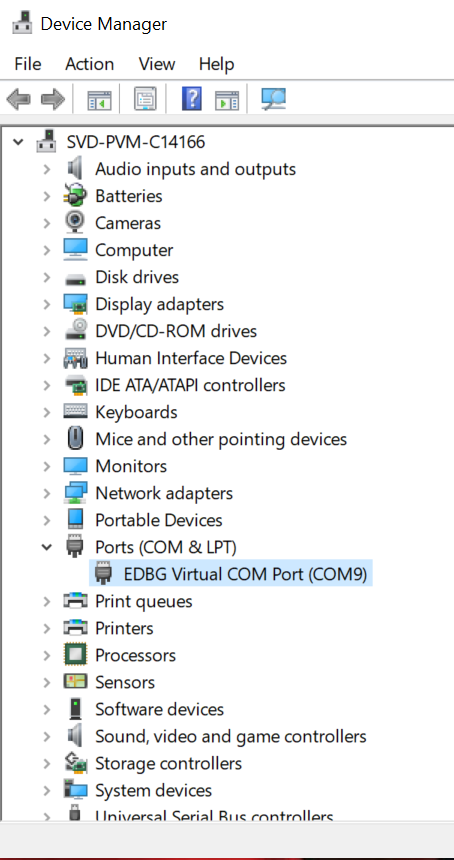 Device Manager
File Action View Help
SVD-PVM-C14166
Audio inputs and outputs
Batteries
Cameras
Computer
Disk drives
Display adapters
DVD/CD-ROM drives
Human Interface Devices
IDE ATA/ATAPI controllers
Keyboards
Mice and other pointing devices
Monitors
Network adapters
Portable Devices
Ports (COM & LPT)
EDBG Virtual COM Port (COM9)
Print queues
Printers
Processors
Sensors
Software devices
Sound, video and game controllers
Storage controllers
System devices
Universal Serial Bus controllers